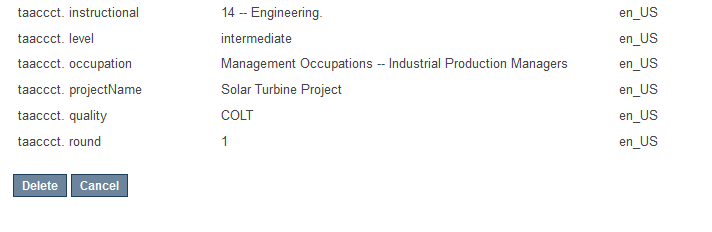 taaccct. instructional 14 -- Engineering. en_US
taaccct. level intermediate en_US
taaccct. occupation Management Occupations -- Industrial Production Managers en_US
taaccct. projectName Solar Turbine Project en_US
taaccct. quality COLT en_US
taaccct. round 1 en_US
Delete Cancel